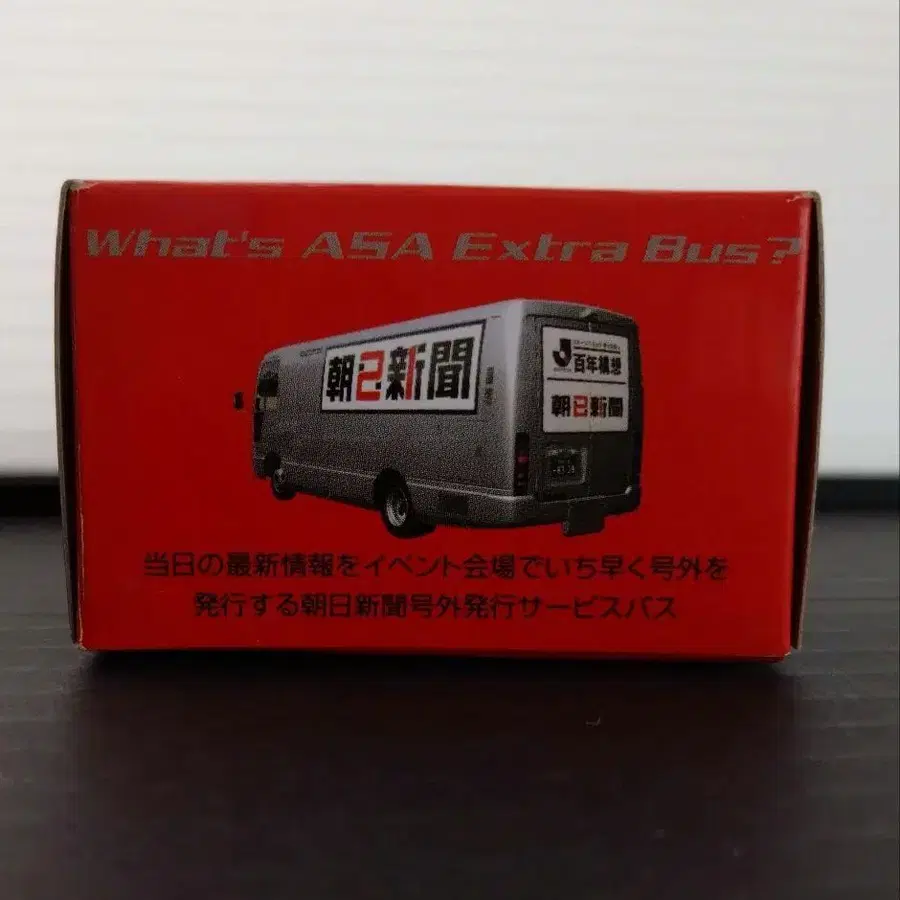 What's ASA Extra Bus?
朝日新聞
百年構想
朝日新聞
当日の最新情報をイベント会場でいち早く号外を
発行する朝日新聞号外発行サービスバス